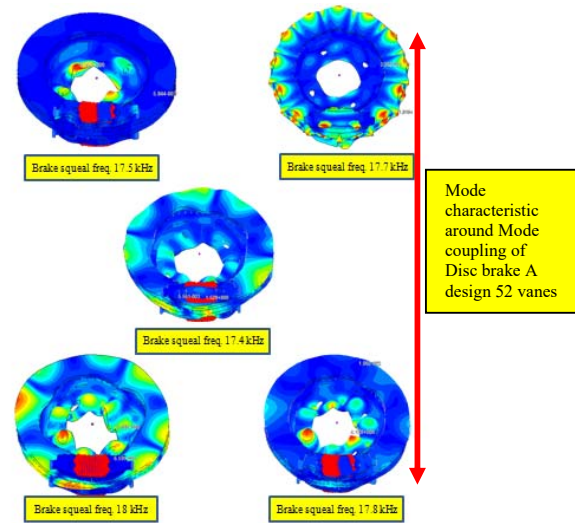 Brake squeal freq. 17.5 kHz
Brake squeal freq. 17.7 kHz
Mode
characteristic
around Mode
coupling of
Disc brake A
design 52 vanes
Brake squeal freq. 17.4 kHz
Brake squeal freq. 18 kHz
Brake squeal freq. 17.8 kHz